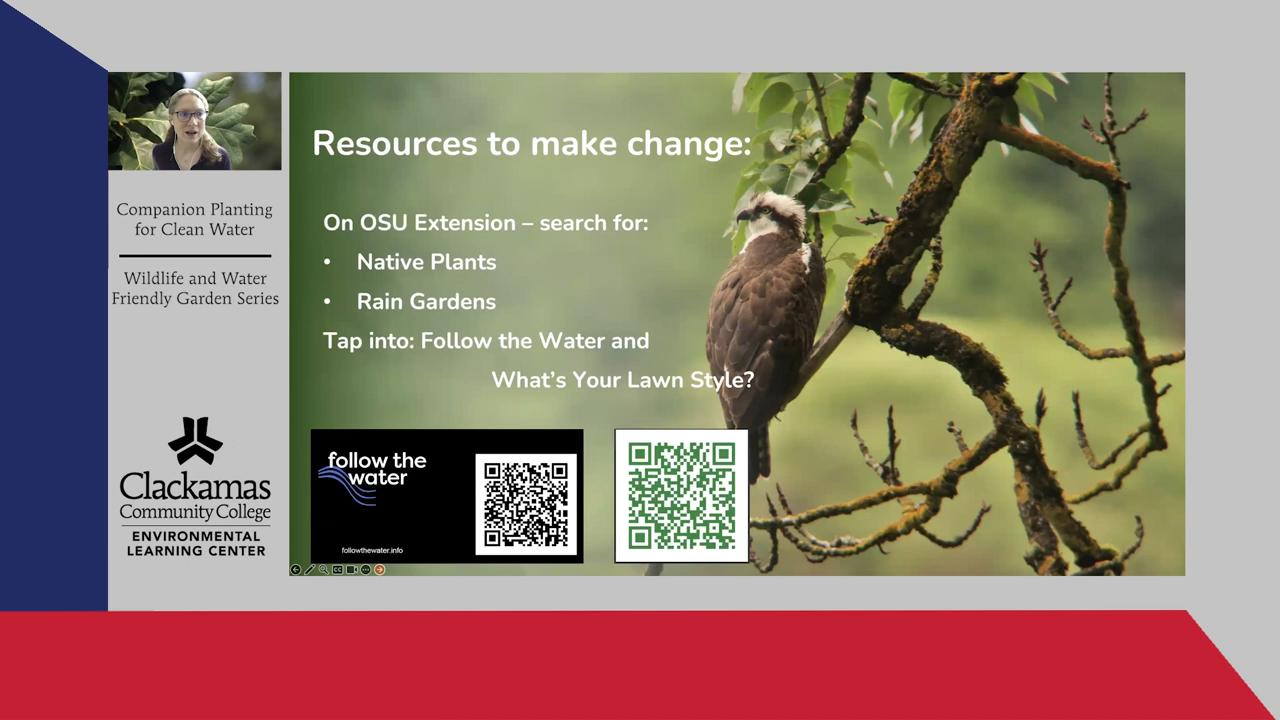 Companion Planting
for Clean Water
Wildlife and Water
Friendly Garden Series
Clackamas
Community College
ENVIRONMENTAL
LEARNING CENTER
Resources to make change:
On OSU Extension – search for:
• Native Plants
• Rain Gardens
Tap into: Follow the Water and
What’s Your Lawn Style?
follow the
water
followthewater.info